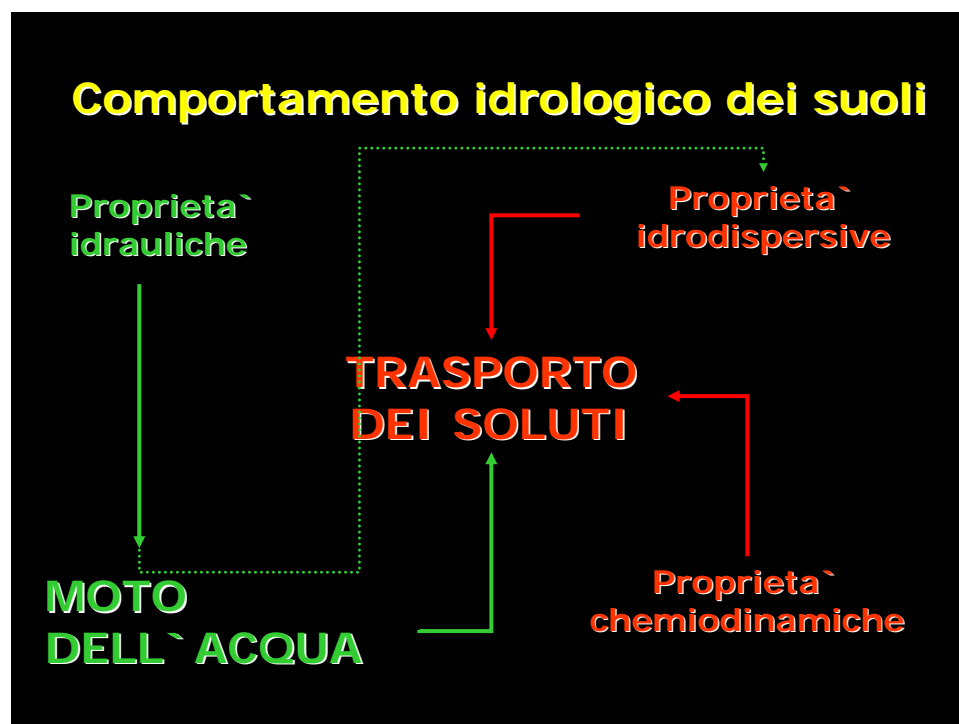 Comportamento idrologico dei suoli
Proprieta`
idrauliche
Proprieta`
idrodispersive
TRASPORTO
DEI SOLUTI
MOTO
DELL`ACQUA
Proprieta`
chemiodinamiche